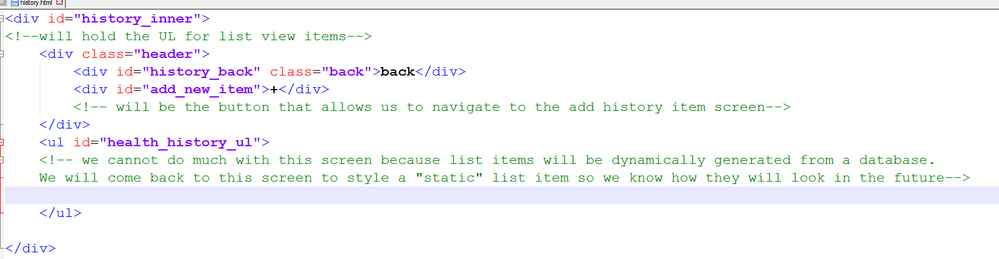 history.html
<div id="history_inner">
<!--will hold the UL for list view items-->
    <div class="header">
        <div id="history_back" class="back">back</div>
        <div id="add_new_item">+</div>
        <!-- will be the button that allows us to navigate to the add history item screen-->
    </div>
    <ul id="health_history_ul">
    <!-- we cannot do much with this screen because list items will be dynamically generated from a database.
    We will come back to this screen to style a "static" list item so we know how they will look in the future-->
    </ul>
</div>